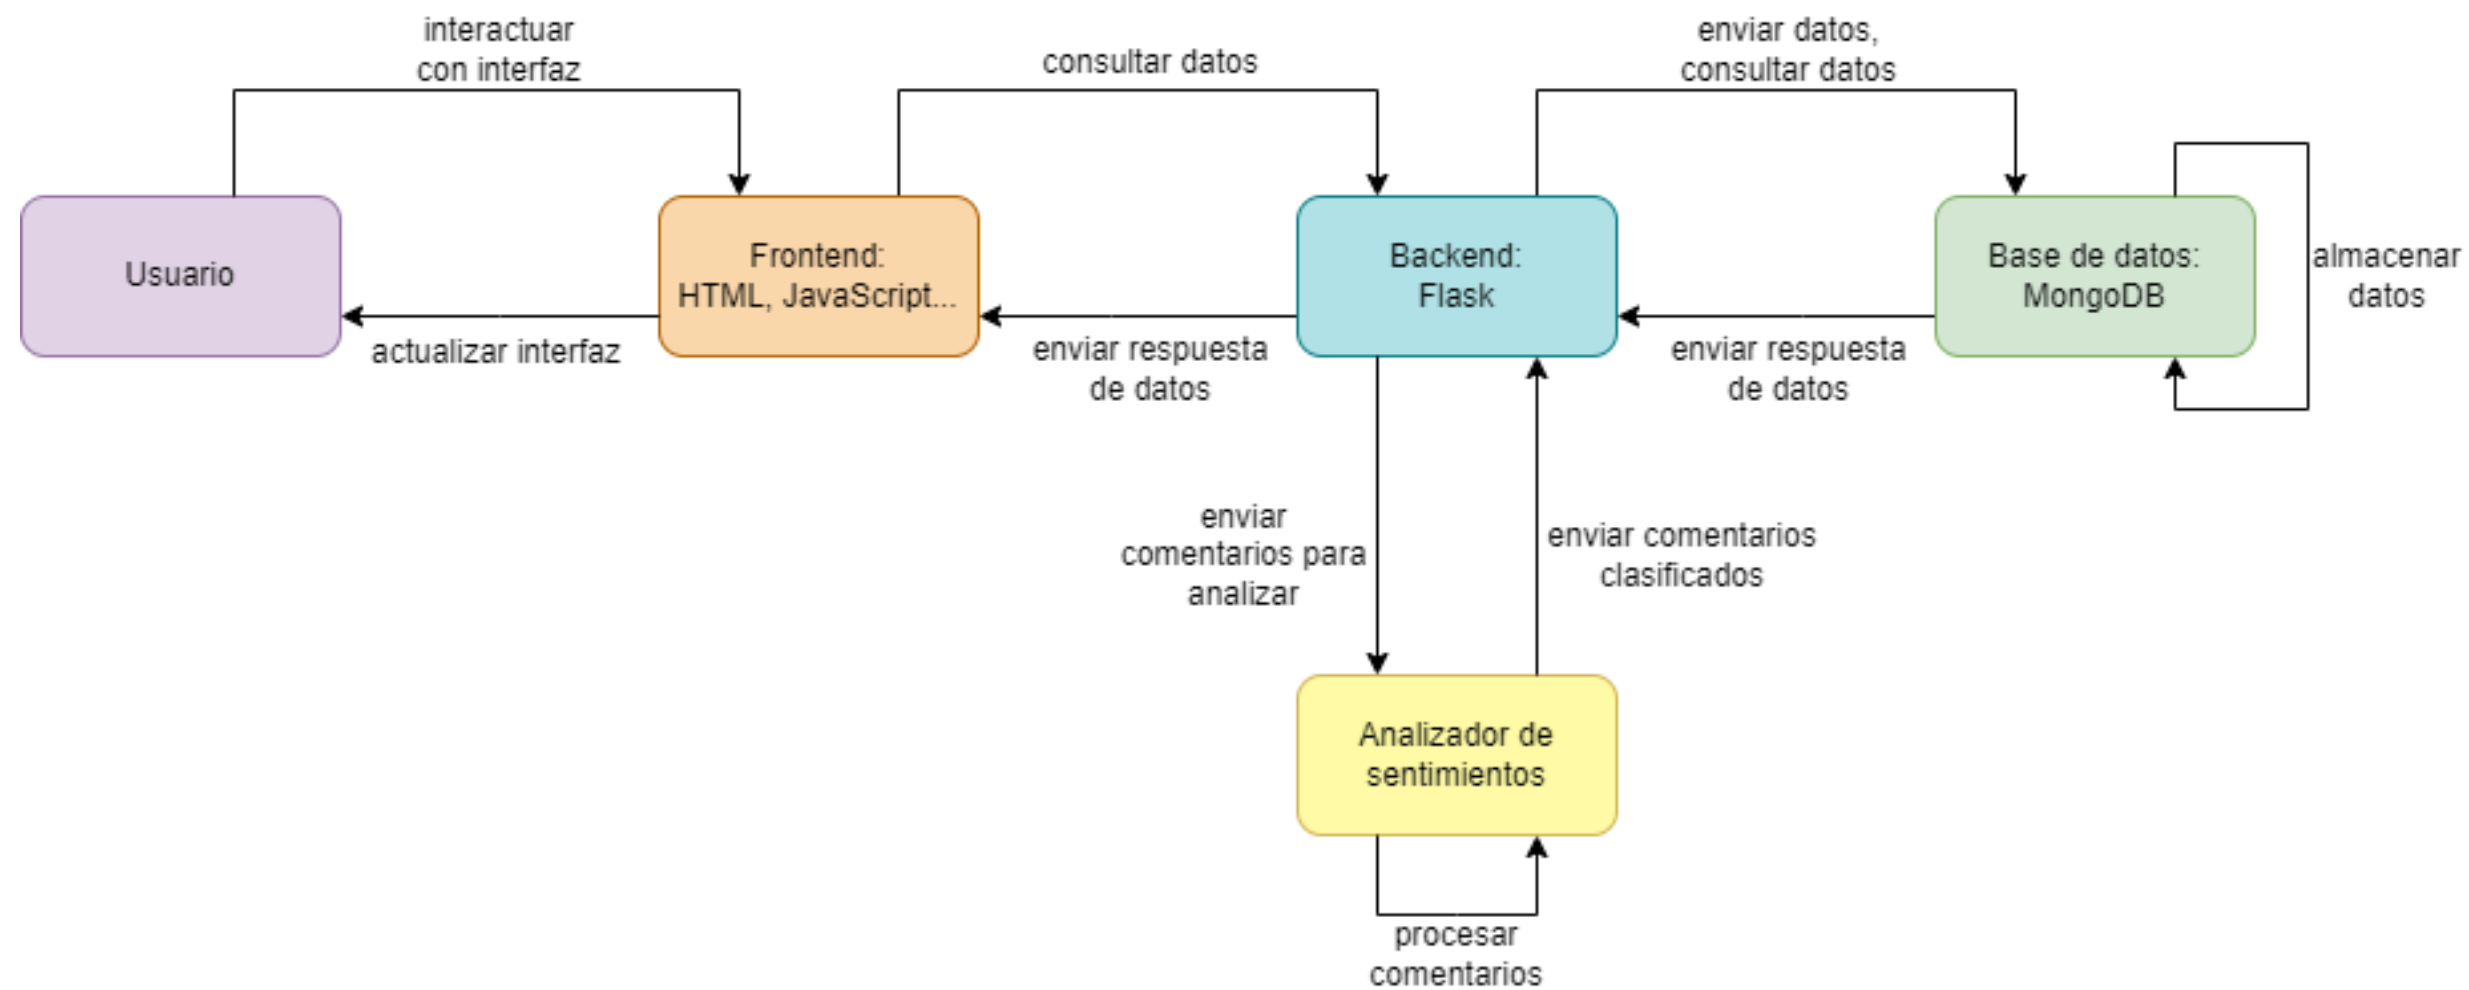 interactuar
con interfaz
consultar datos
enviar datos,
consultar datos
Usuario
Frontend:
HTML, JavaScript...
Backend:
Flask
Base de datos:
MongoDB
almacenar
datos
actualizar interfaz
enviar respuesta
de datos
enviar respuesta
de datos
enviar
comentarios para
analizar
enviar comentarios
clasificados
Analizador de
sentimientos
procesar
comentarios